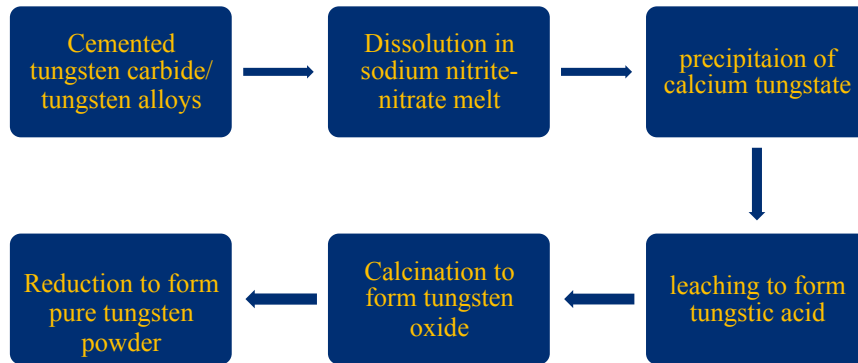 Cemented
tungsten carbide/
tungsten alloys
Dissolution in
sodium nitrite-
nitrate melt
precipitaion of
calcium tungstate
leaching to form
tungstic acid
Calcination to
form tungsten
oxide
Reduction to form
pure tungsten
powder